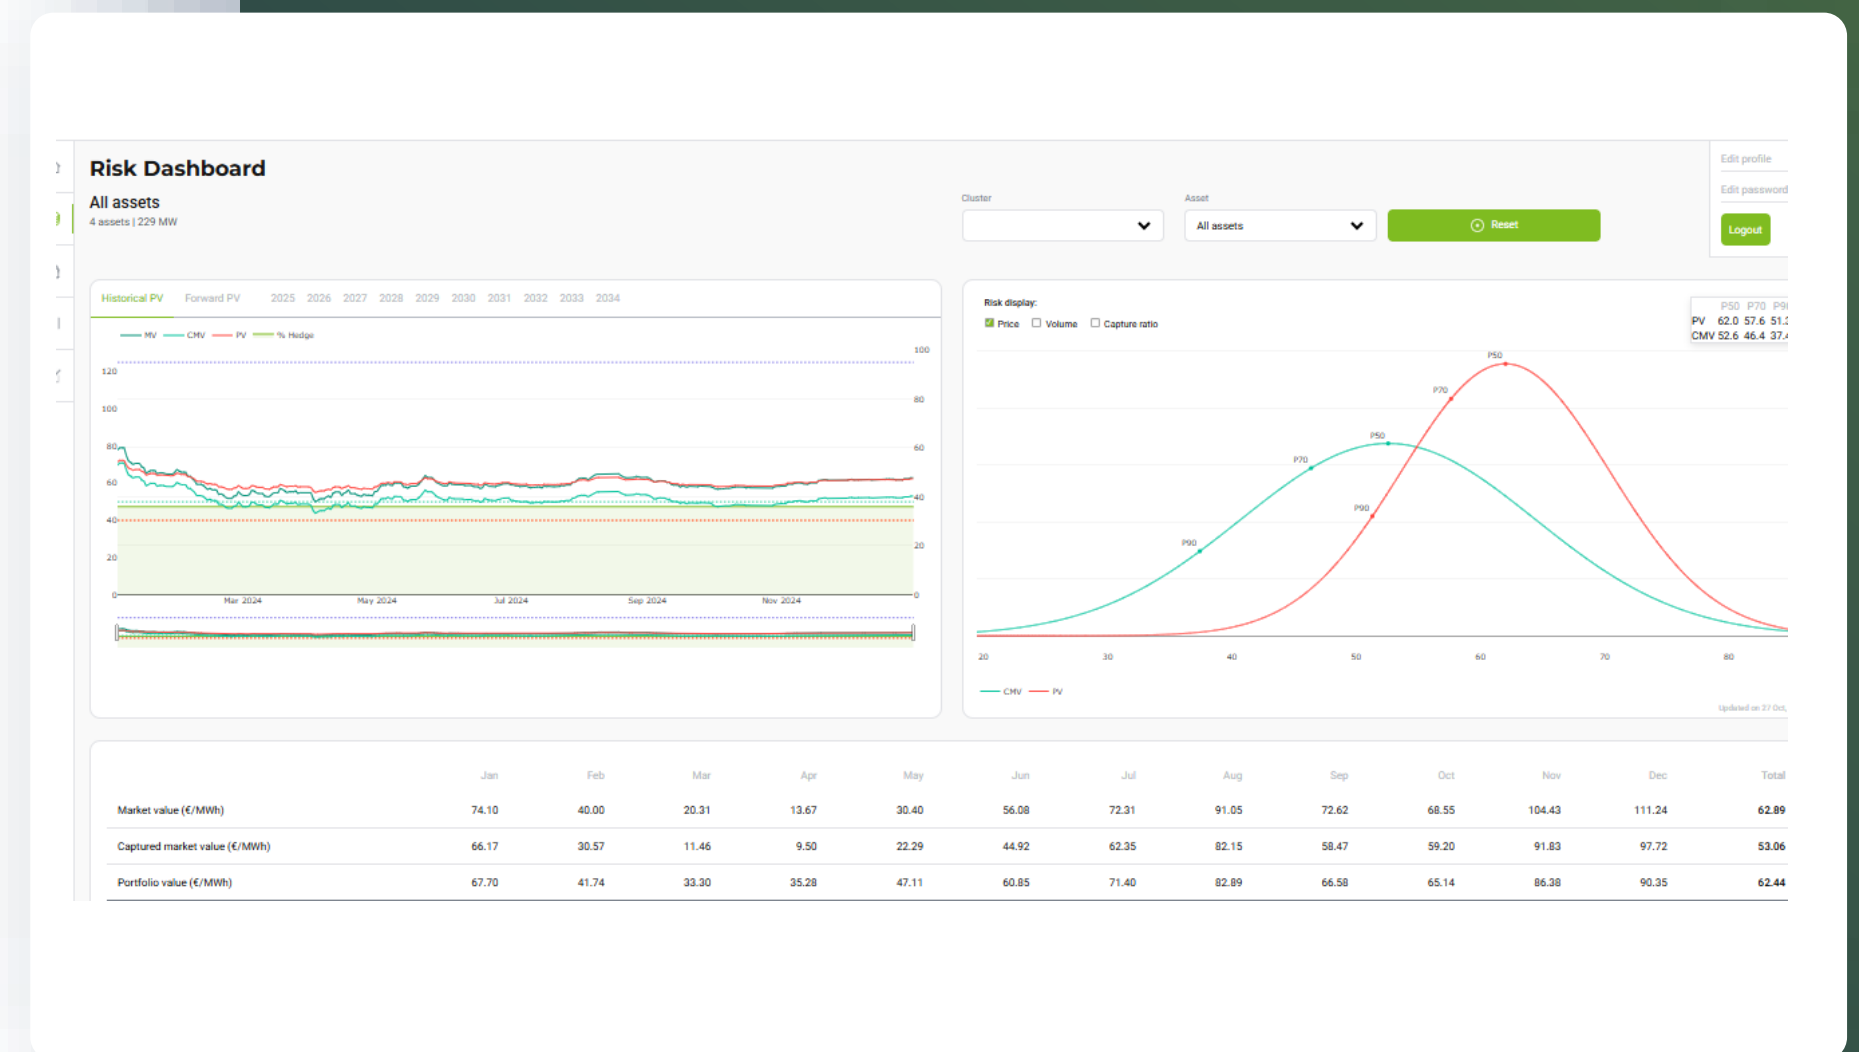 Risk Dashboard
All assets
4 assets | 229 MW
Cluster
Asset
All assets
Reset
Edit profile
Edit password
Logout
Historical PV Forward PV 2025 2026 2027 2028 2029 2030 2031 2032 2033 2034
MV CMV PV % Hedge
120
100
80
60
40
20
0
100
80
60
40
20
0
Mar 2024 May 2024 Jul 2024 Sep 2024 Nov 2024
Risk display:
Price Volume Capture ratio
P50 P70 P90
PV 62.0 57.6 51.3
CMV 52.6 46.4 37.4
P50
P70
P50
P70
P90
P90
20 30 40 50 60 70 80
CMV PV
Updated on 27 Oct,
Jan Feb Mar Apr May Jun Jul Aug Sep Oct Nov Dec Total
Market value (€/MWh) 74.10 40.00 20.31 13.67 30.40 56.08 72.31 91.05 72.62 68.55 104.43 111.24 62.89
Captured market value (€/MWh) 66.17 30.57 11.46 9.50 22.29 44.92 62.35 82.15 58.47 59.20 91.83 97.72 53.06
Portfolio value (€/MWh) 67.70 41.74 33.30 35.28 47.11 60.85 71.40 82.89 66.58 65.14 86.38 90.35 62.44